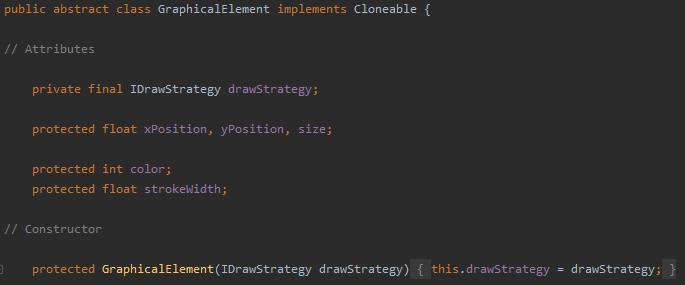 public abstract class GraphicalElement implements Cloneable {
// Attributes
private final IDrawStrategy drawStrategy;
protected float xPosition, yPosition, size;
protected int color;
protected float strokeWidth;
// Constructor
protected GraphicalElement(IDrawStrategy drawStrategy) { this.drawStrategy = drawStrategy; }